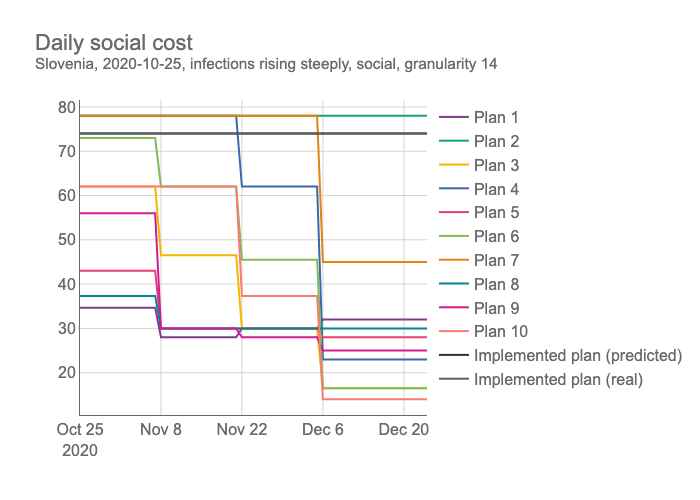 Daily social cost
Slovenia, 2020-10-25, infections rising steeply, social, granularity 14
80
70
60
50
40
30
20
Oct 25
2020
Nov 8
Nov 22
Dec 6
Dec 20
Plan 1
Plan 2
Plan 3
Plan 4
Plan 5
Plan 6
Plan 7
Plan 8
Plan 9
Plan 10
Implemented plan (predicted)
Implemented plan (real)